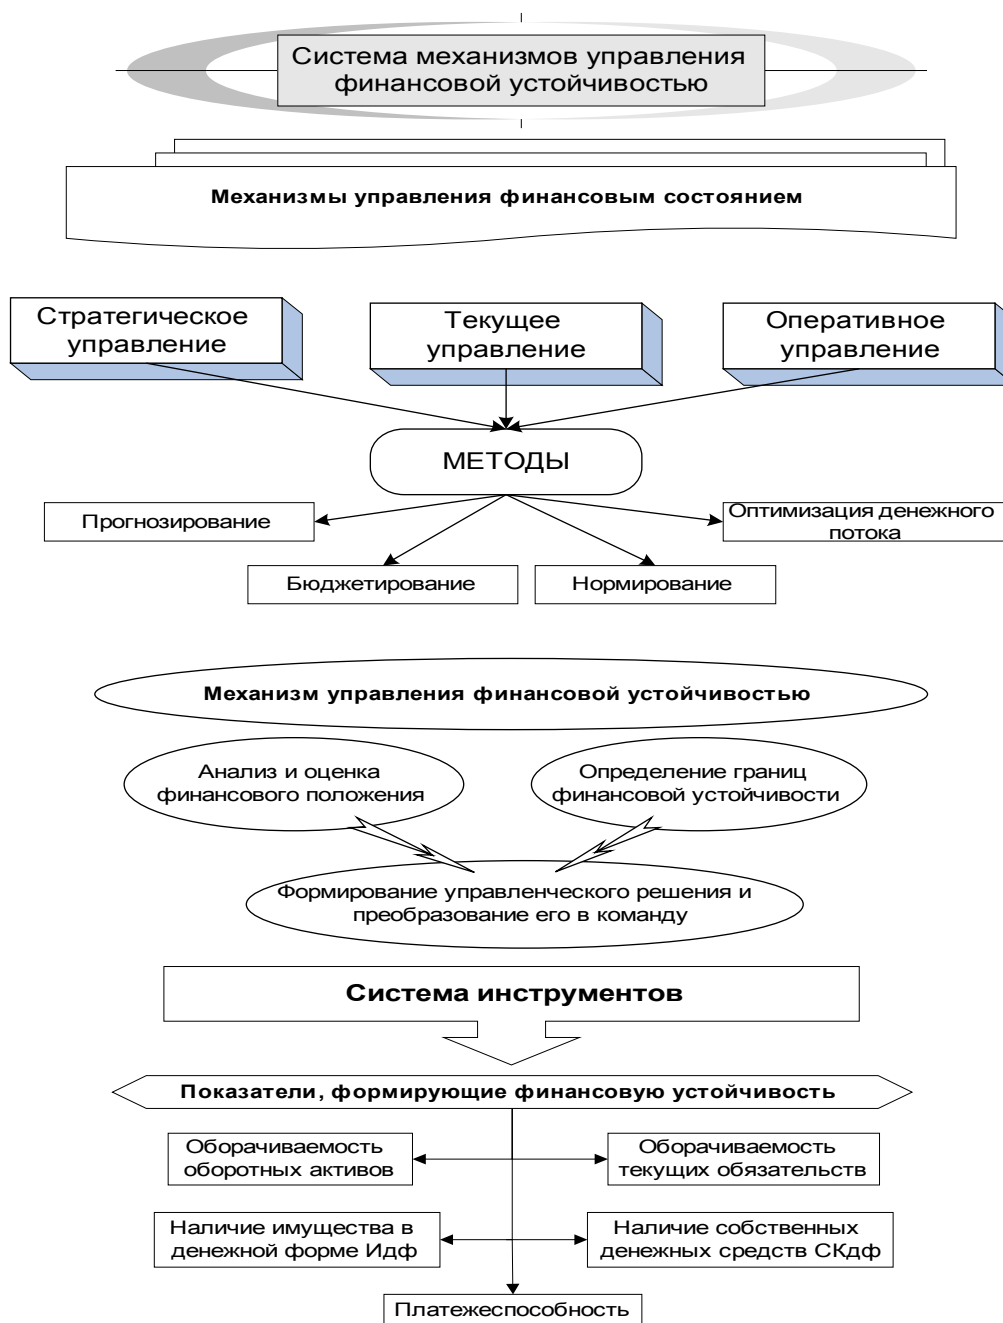 Система механизмов управления
финансовой устойчивостью
Механизмы управления финансовым состоянием
Стратегическое
управление
Текущее
управление
Оперативное
управление
МЕТОДЫ
Прогнозирование
Оптимизация денежного
потока
Бюджетирование
Нормирование
Механизм управления финансовой устойчивостью
Анализ и оценка
финансового положения
Определение границ
финансовой устойчивости
Формирование управленческого решения и
преобразование его в команду
Система инструментов
Показатели, формирующие финансовую устойчивость
Оборачиваемость
оборотных активов
Оборачиваемость
текущих обязательств
Наличие имущества в
денежной форме Идф
Наличие собственных
денежных средств СКдф
Платежеспособность